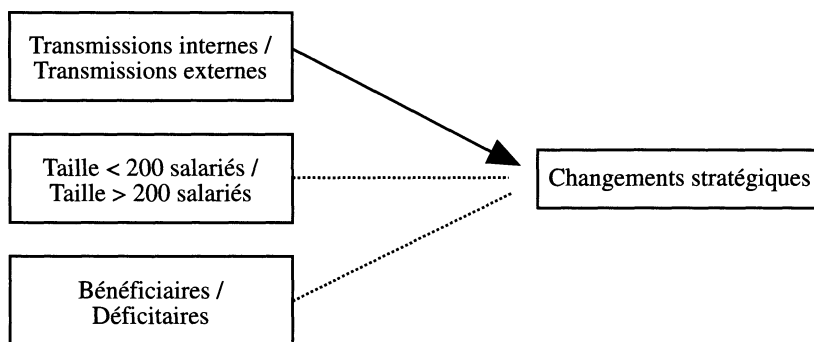 Transmissions internes /
Transmissions externes
Taille < 200 salariés /
Taille > 200 salariés
Changements stratégiques
Bénéficiaires /
Déficitaires